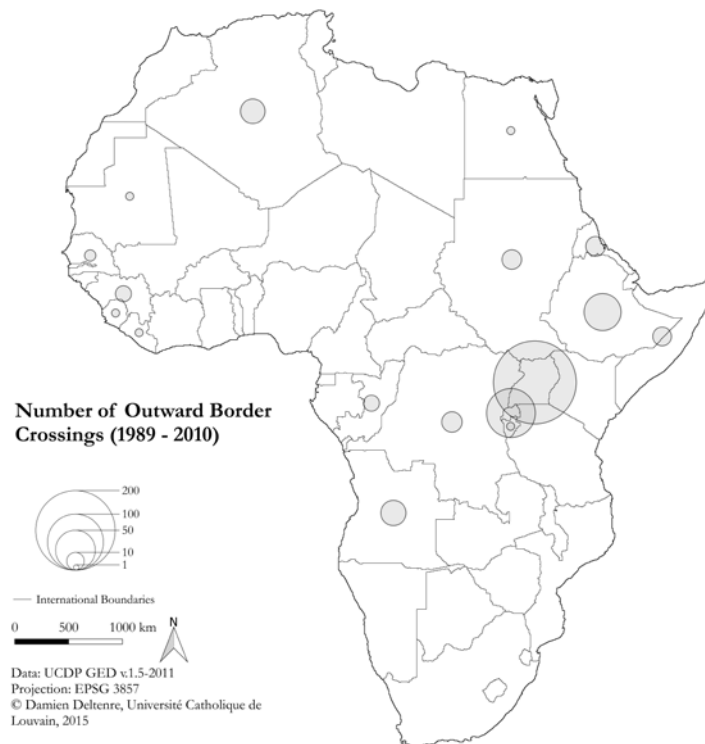 Number of Outward Border
Crossings (1989 - 2010)
200
100
50
10
1
International Boundaries
0 500 1000 km
N
Data: UCDP GED v.1.5-2011
Projection: EPSG 3857
© Damien Deltenre, Université Catholique de
Louvain, 2015